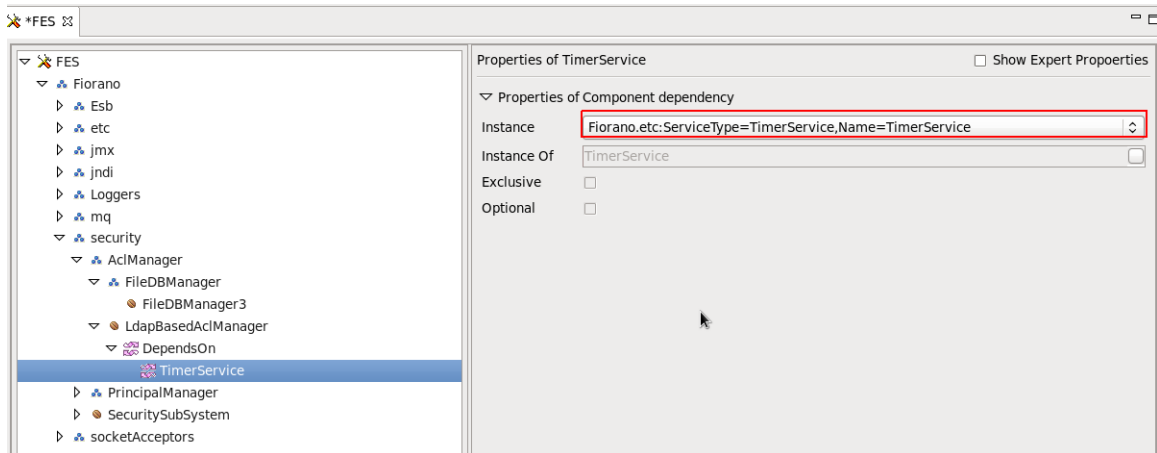 *FES
FES
Fiorano
Esb
etc
jmx
jndi
Loggers
mq
security
AclManager
FileDBManager
FileDBManager3
LdapBasedAclManager
DependsOn
TimerService
PrincipalManager
SecuritySubSystem
socketAcceptors
Properties of TimerService
Show Expert Propoerties
Properties of Component dependency
Instance Fiorano.etc:ServiceType=TimerService,Name=TimerService
Instance Of TimerService
Exclusive
Optional